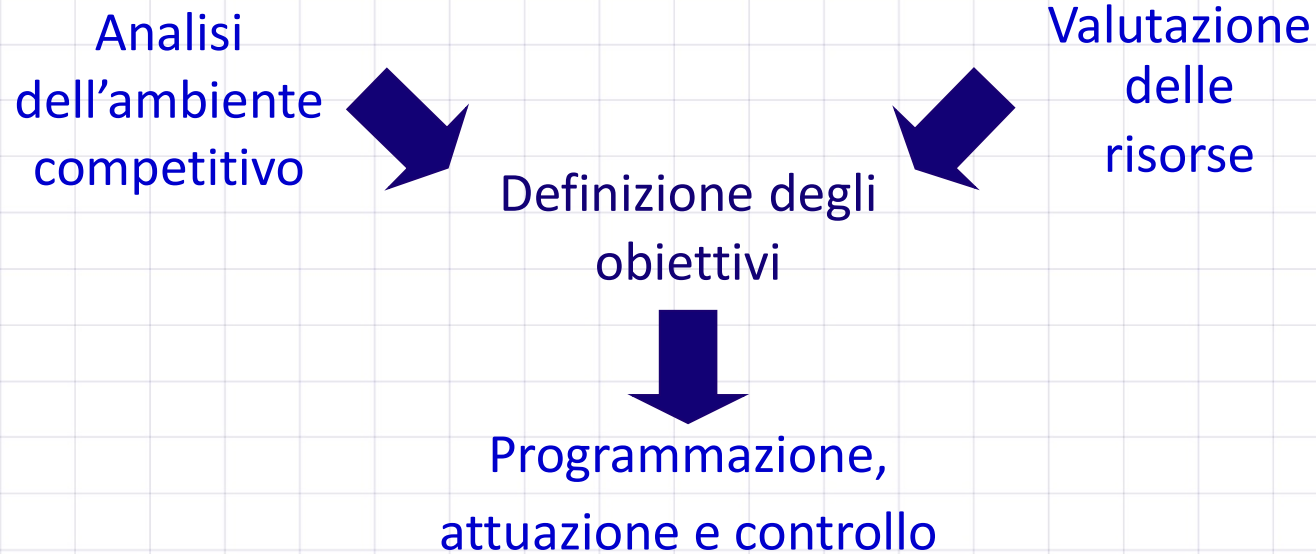 Analisi
dell’ambiente
competitivo
Valutazione
delle
risorse
Definizione degli
obiettivi
Programmazione,
attuazione e controllo